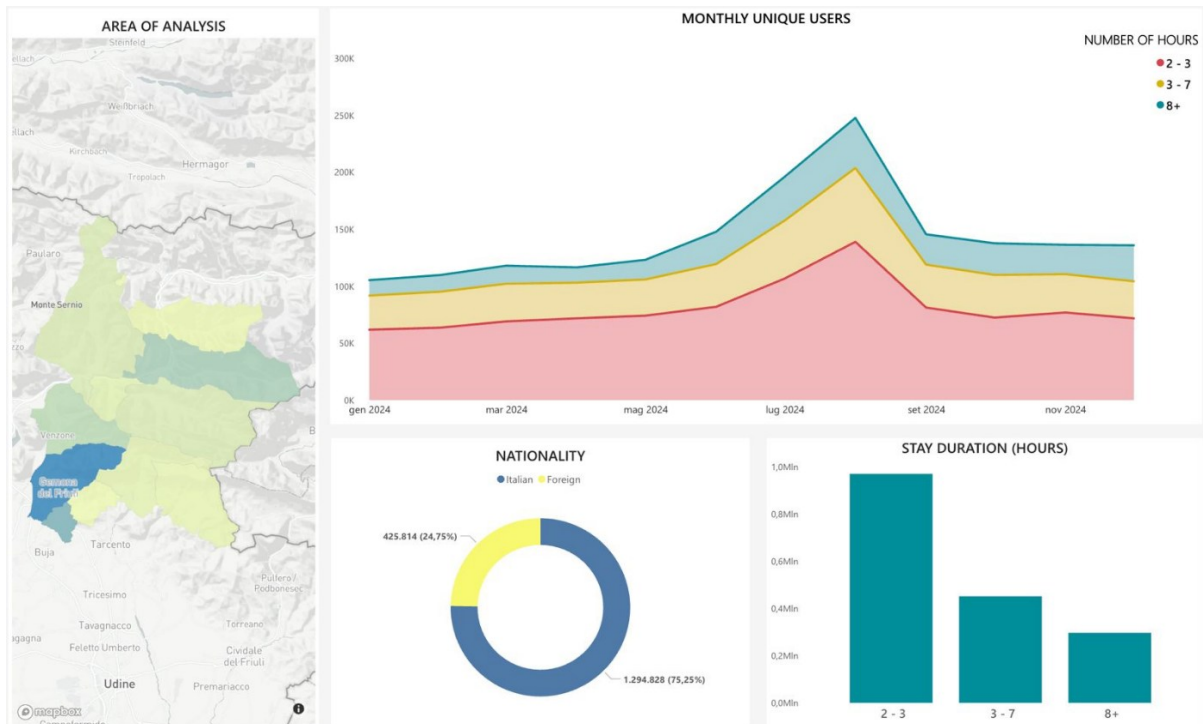 AREA OF ANALYSIS
Steinfeld
Weißbriach
Kirchbach
Hermagor
Tröpolach
Paularo
Monte Sernio
Venzone
Gemona
del Friuli
Buja
Tarcento
Pulfero /
Podbonesec
Tricesimo
Tavagnacco
Torreano
Feletto Umberto
Cividale
del Friuli
Udine
Premariacco
mapbox
MONTHLY UNIQUE USERS
NUMBER OF HOURS
2 - 3
3 - 7
8+
300K
250K
200K
150K
100K
50K
0K
gen 2024
mar 2024
mag 2024
lug 2024
set 2024
nov 2024
NATIONALITY
Italian
Foreign
425.814 (24,75%)
1.294.828 (75,25%)
STAY DURATION (HOURS)
1,0Mln
0,8Mln
0,6Mln
0,4Mln
0,2Mln
0,0Mln
2 - 3
3 - 7
8+